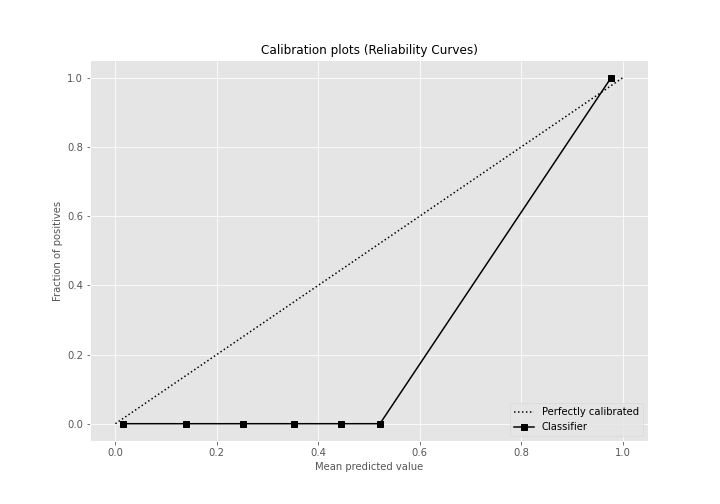 Calibration plots (Reliability Curves)
1.0
0.8
0.6
0.4
0.2
0.0
Fraction of positives
0.0 0.2 0.4 0.6 0.8 1.0
Mean predicted value
Perfectly calibrated
Classifier